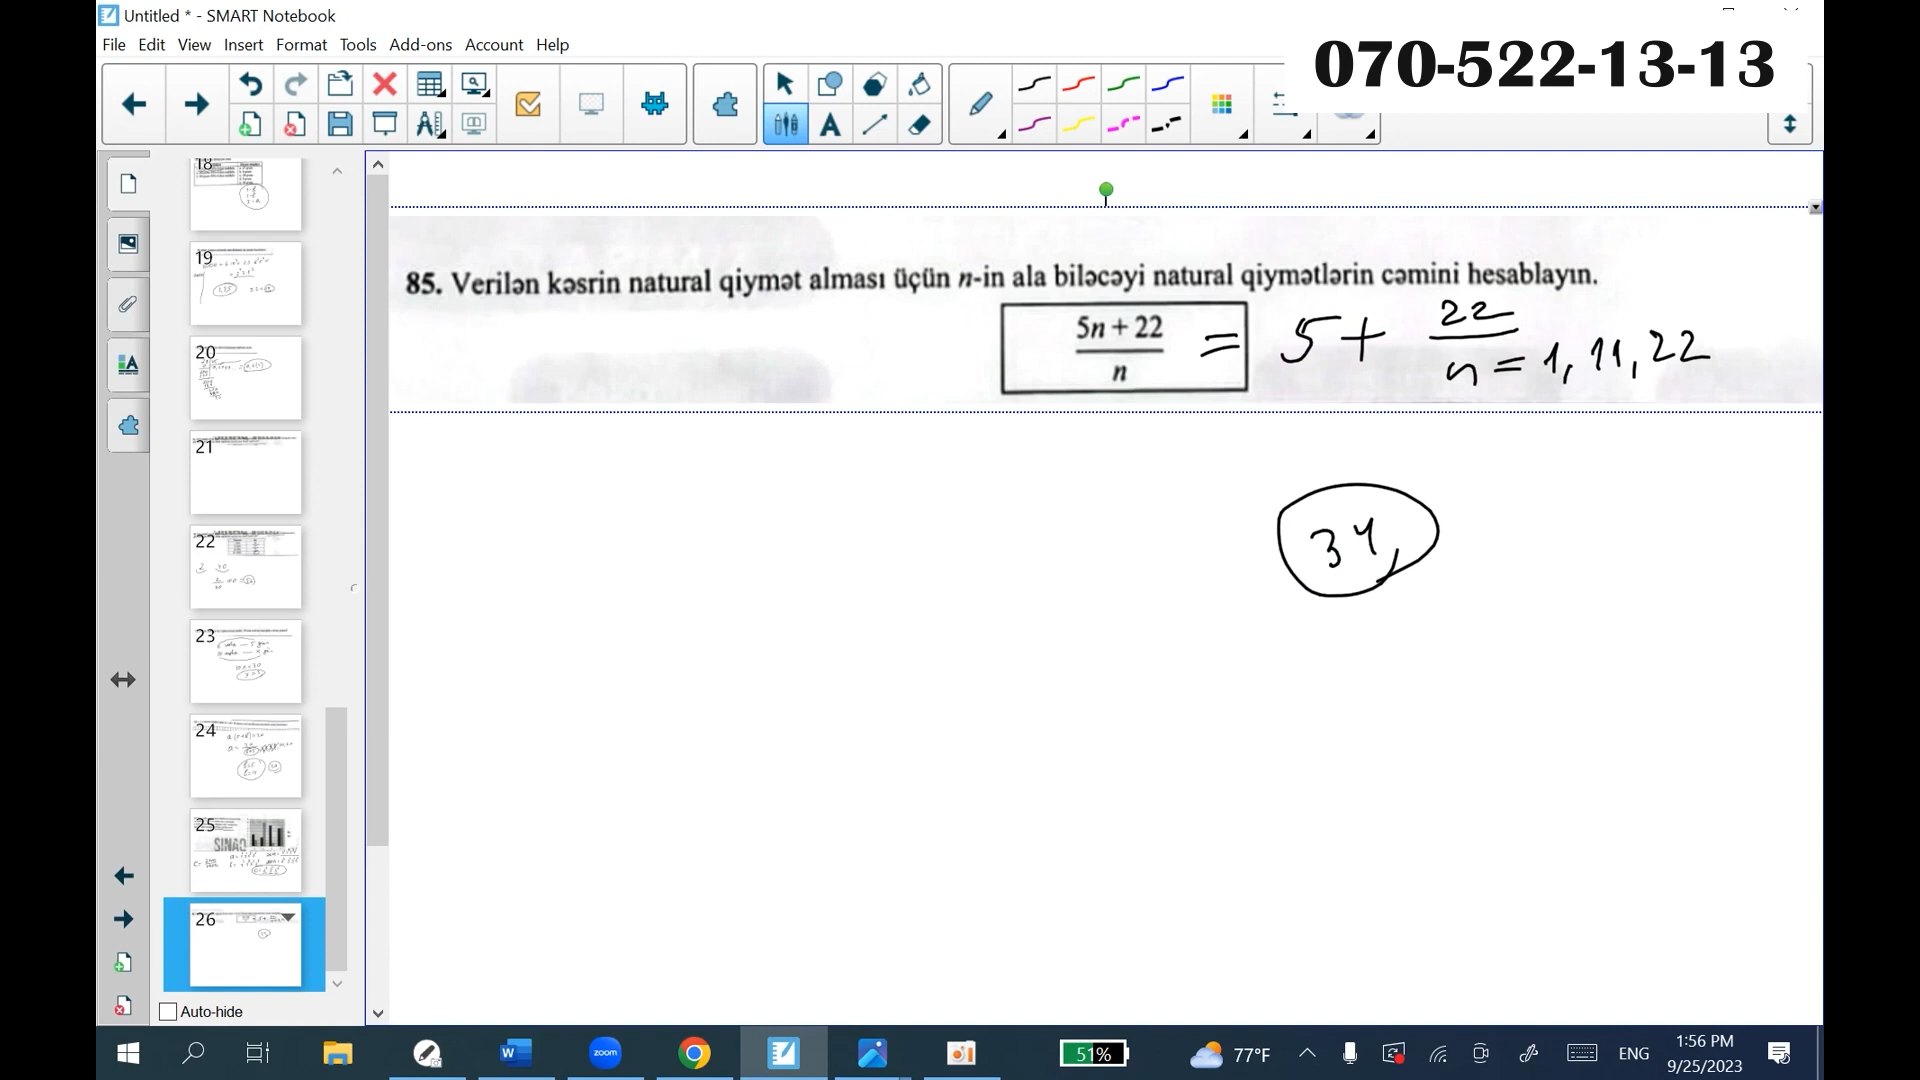 Untitled * - SMART Notebook
File Edit View Insert Format Tools Add-ons Account Help
070-522-13-13
18
19
20
21
22
23
24
25
SINAQ
26
Auto-hide
85. Verilən kəsrin natural qiymət alması üçün n-in ala biləcəyi natural qiymətlərin cəmini hesablayın.
5n + 22
n
= 5 + 22
n = 1, 11, 22
34
51%
77°F
ENG
1:56 PM
9/25/2023
zoom